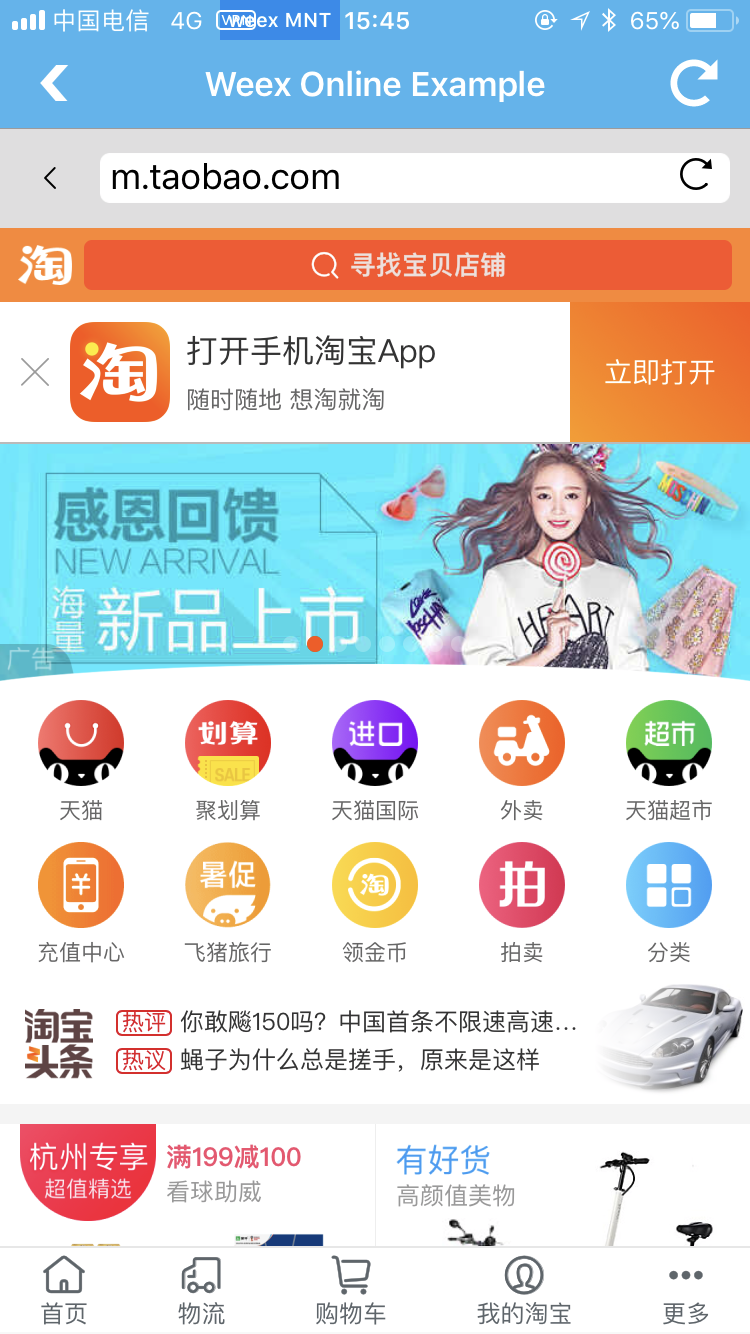 中国电信 4G Weex MNT 15:45 65%
Weex Online Example
m.taobao.com
淘 寻找宝贝店铺
淘 打开手机淘宝App
随时随地 想淘就淘
立即打开
感恩回馈
NEW ARRIVAL
海量 新品上市
广告
MOSCHINO
HEART
划算 进口 超市
SALE
天猫 聚划算 天猫国际 外卖 天猫超市
¥ 暑促 淘 拍
充值中心 飞猪旅行 领金币 拍卖 分类
淘宝头条
热评 你敢飚150吗？中国首条不限速高速...
热议 蝇子为什么总是搓手，原来是这样
杭州专享
超值精选
满199减100
看球助威
有好货
高颜值美物
首页 物流 购物车 我的淘宝 更多